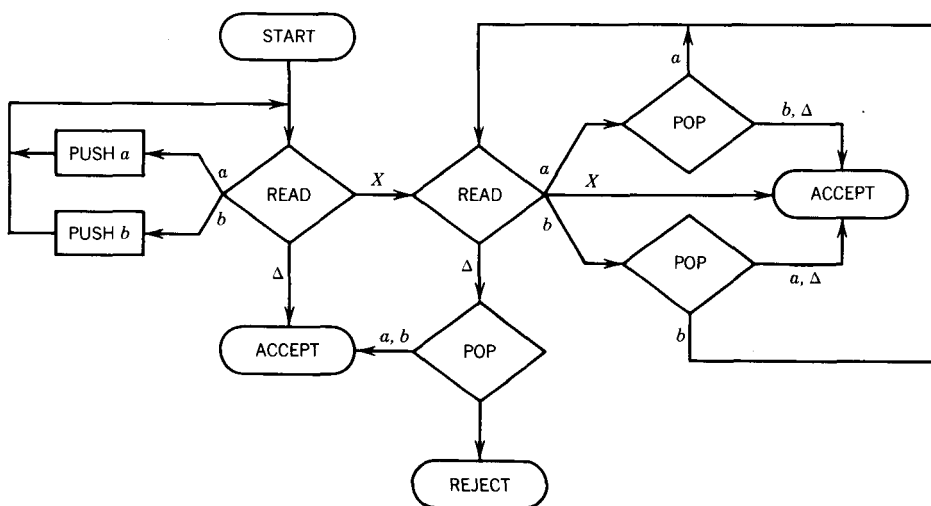 START
a
POP
b, Δ
PUSH a
a
READ
X
READ
a
X
ACCEPT
b
b
PUSH b
Δ
Δ
POP
a, Δ
ACCEPT
a, b
POP
b
REJECT